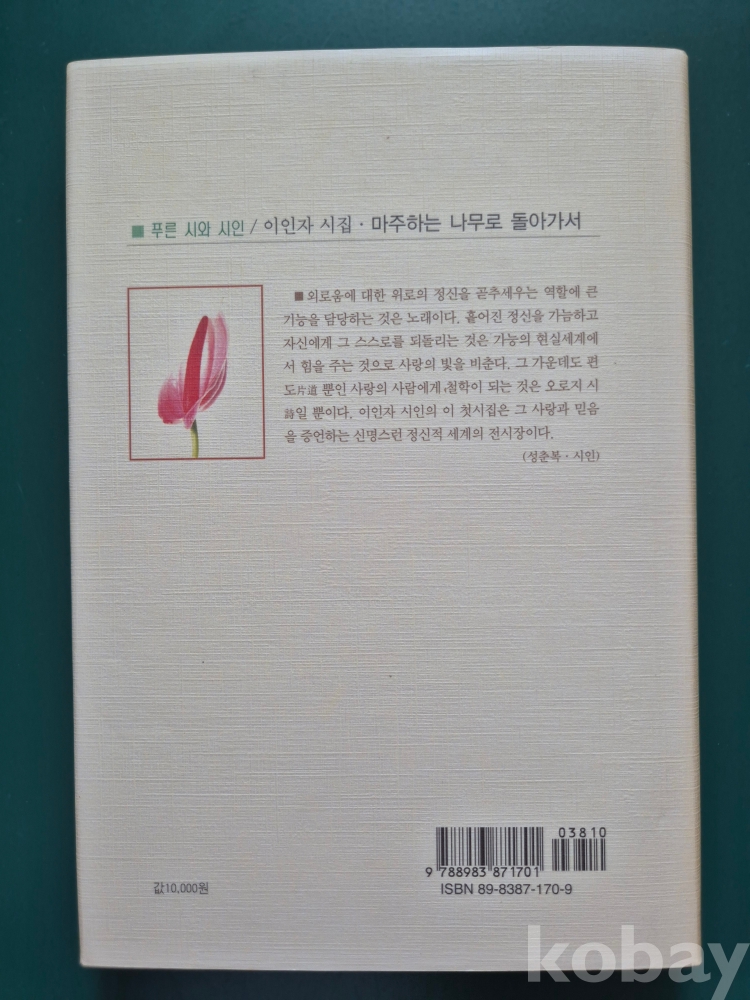 ■ 푸른 시와 시인 / 이인자 시집 · 마주하는 나무로 돌아가서
■ 외로움에 대한 위로의 정신을 곧추세우는 역할에 큰
기능을 담당하는 것은 노래이다. 흩어진 정신을 가늠하고
자신에게 그 스스로를 되돌리는 것은 가능의 현실세계에
서 힘을 주는 것으로 사랑의 빛을 비춘다. 그 가운데도 편
도片道 뿐인 사랑의 사람에게 철학이 되는 것은 오로지 시
詩일 뿐이다. 이인자 시인의 이 첫시집은 그 사랑과 믿음
을 증언하는 신명스런 정신적 세계의 전시장이다.
(성춘복 · 시인)
03810
9 788983 871701
값10,000원
ISBN 89-8387-170-9
kobay